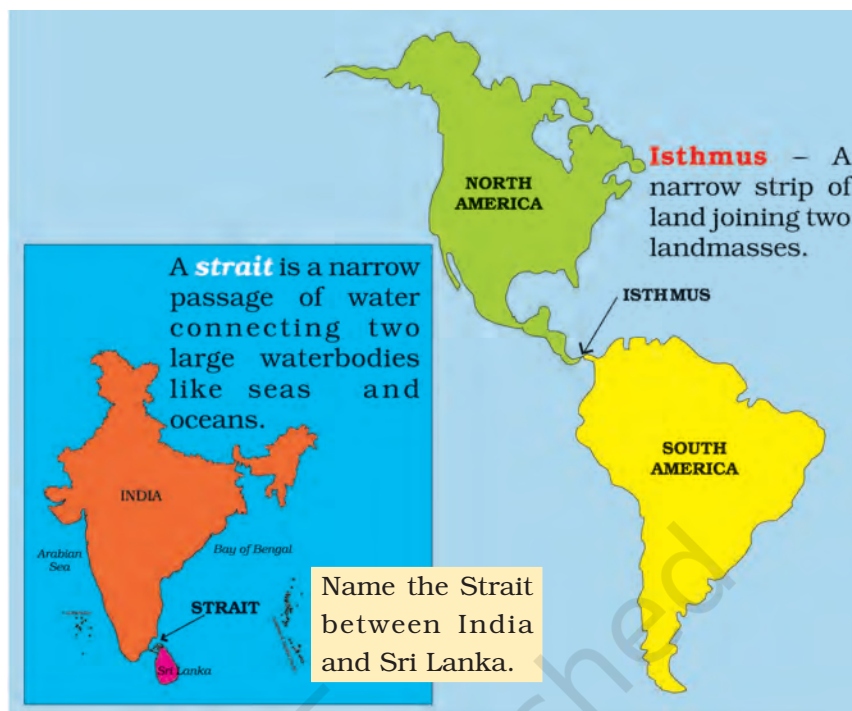 NORTH
AMERICA
Isthmus – A
narrow strip of
land joining two
landmasses.
ISTHMUS
SOUTH
AMERICA
A strait is a narrow
passage of water
connecting two
large waterbodies
like seas and
oceans.
INDIA
Arabian
Sea
Bay of Bengal
STRAIT
Sri Lanka
Name the Strait
between India
and Sri Lanka.
shed